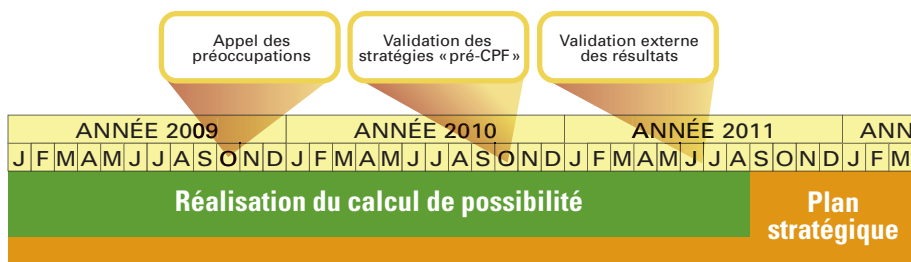 Appel des
préoccupations
Validation des
stratégies «pré-CPF»
Validation externe
des résultats
ANNÉE 2009 ANNÉE 2010 ANNÉE 2011 ANN
J F M A M J J A S O N D J F M A M J J A S O N D J F M A M J J A S O N D J F M
Réalisation du calcul de possibilité
Plan
stratégique